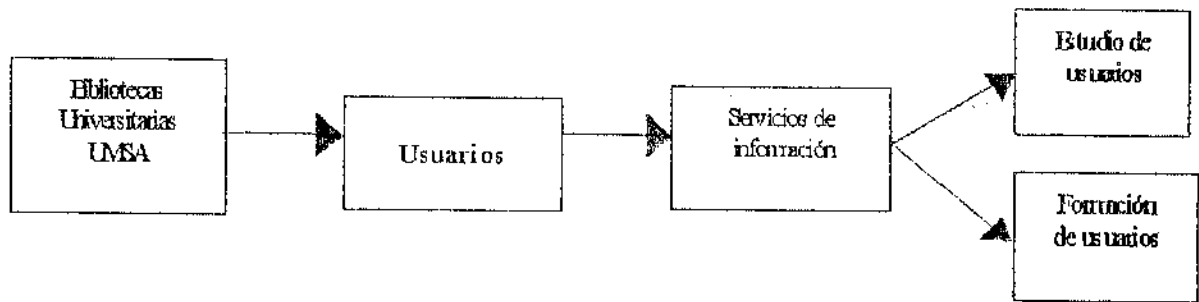 Bibliotecas
Universitarias
UMSA
Usuarios
Servicios de
información
Estudio de
usuarios
Formación
de usuarios